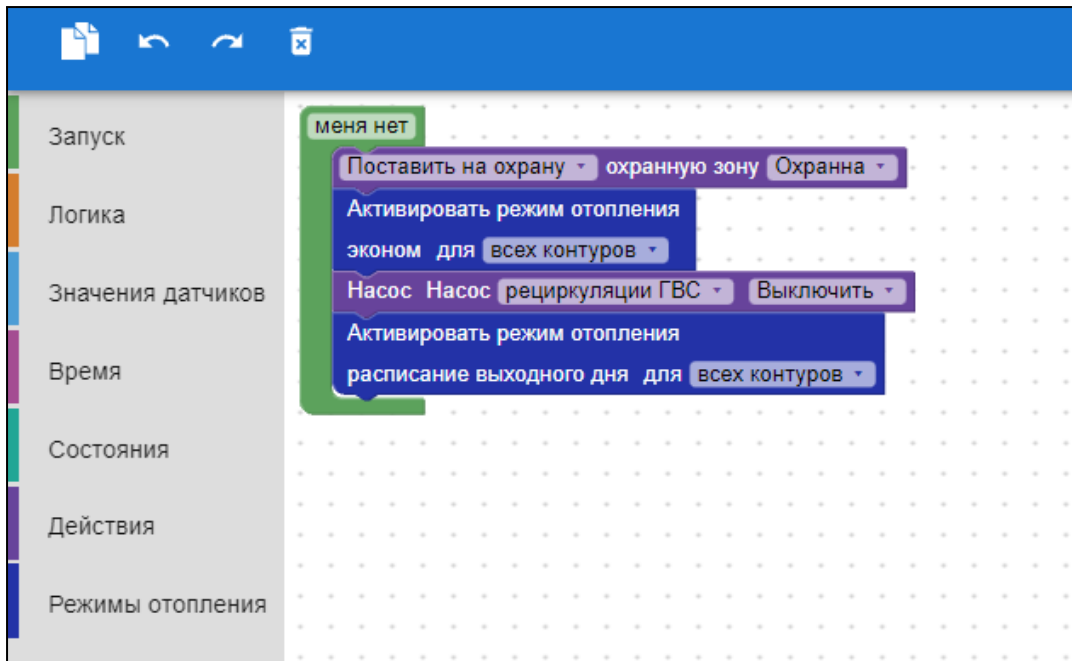 Запуск
Логика
Значения датчиков
Время
Состояния
Действия
Режимы отопления
меня нет
Поставить на охрану охранную зону Охранна
Активировать режим отопления
эконом для всех контуров
Насос Насос рециркуляции ГВС Выключить
Активировать режим отопления
расписание выходного дня для всех контуров